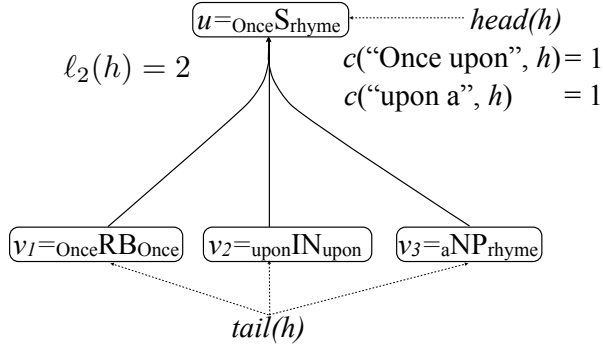 u=OnceSrhyme head(h)
ℓ2(h) = 2 c(“Once upon”, h) = 1
c(“upon a”, h) = 1
v1=OnceRBOnce v2=uponINupon v3=aNPrhyme
tail(h)